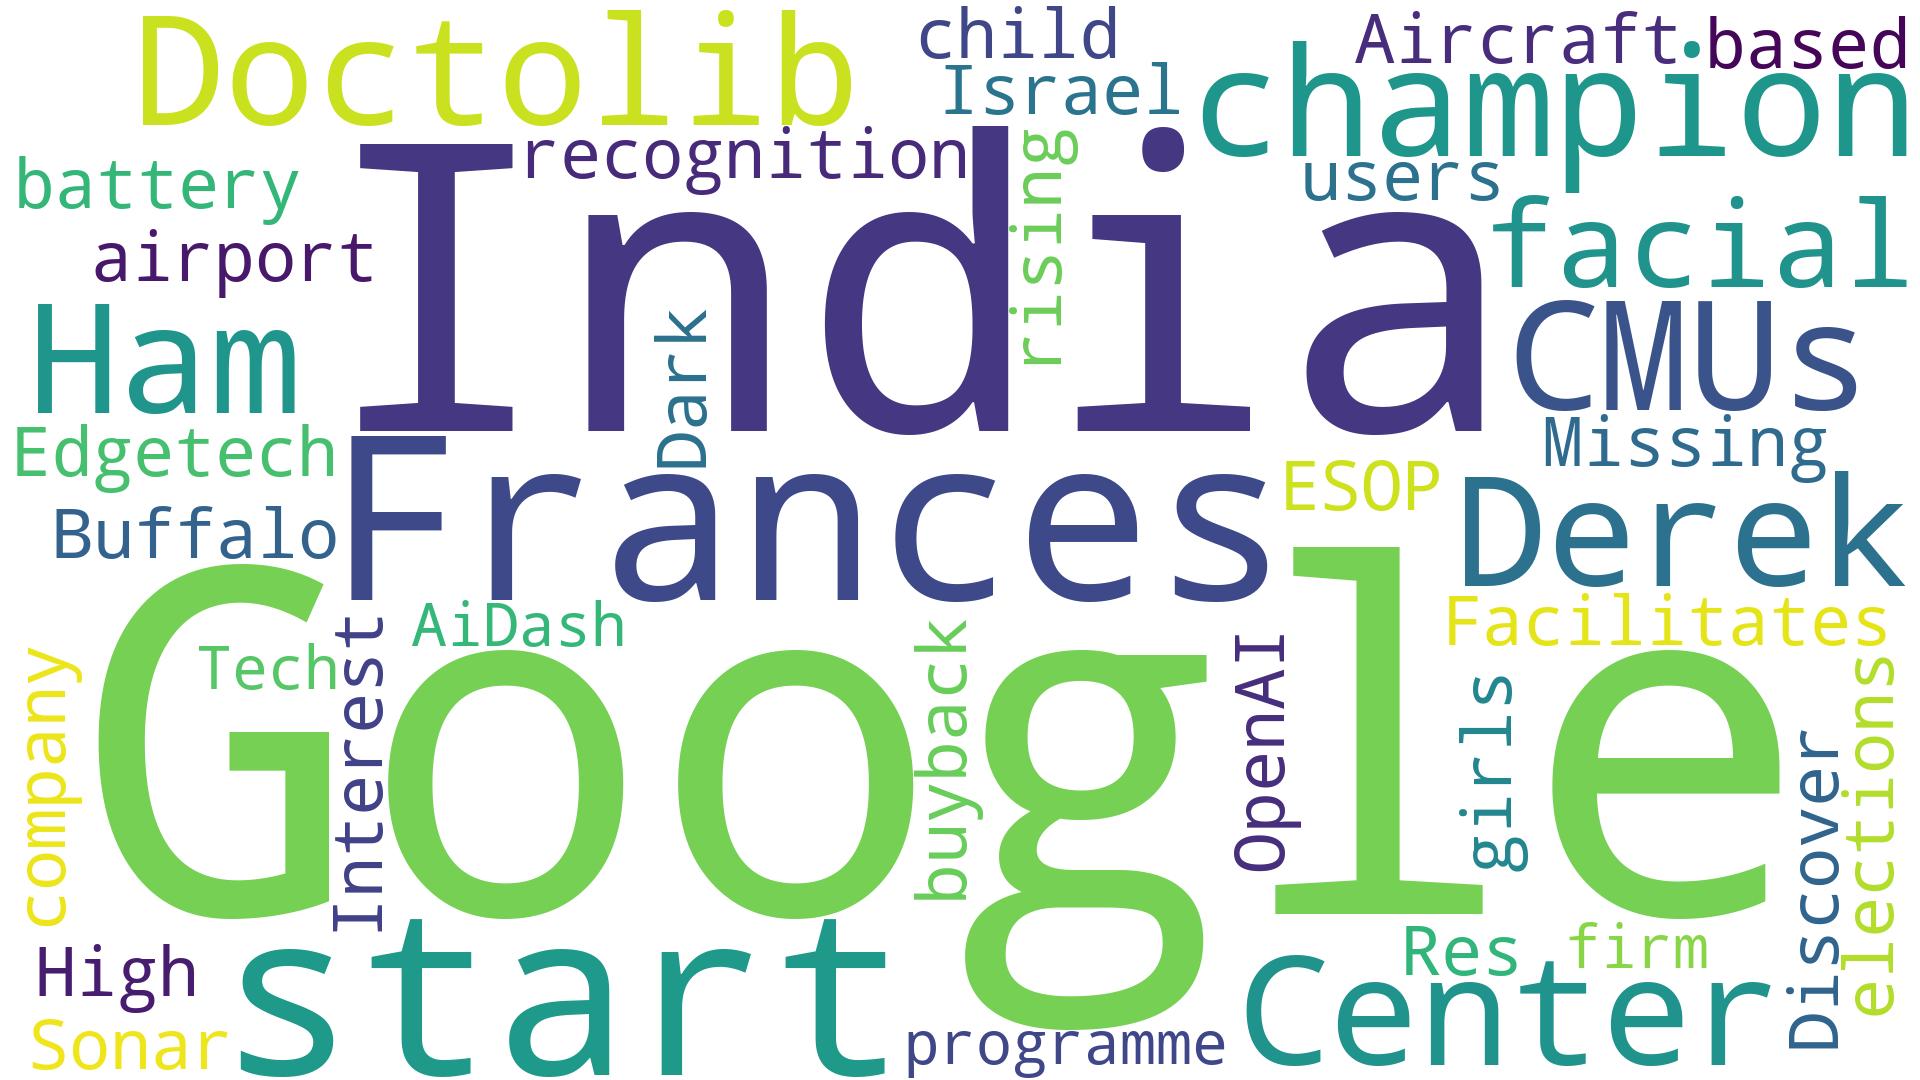 Doctolib
child
Aircraft
based
Israel
champion
recognition
battery
rising
users
airport
India
facial
Ham
Dark
CMUs
Edgetech
Missing
Frances
ESOP
Derek
Buffalo
AiDash
Facilitates
Tech
Interest
company
Google
buyback
OpenAI
girls
Discover
elections
High
start
Res
firm
Center
Sonar
programme